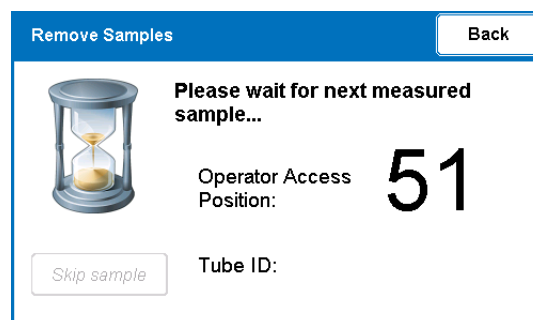 Remove Samples
Back
Please wait for next measured
sample...
Operator Access
Position:
51
Skip sample
Tube ID: